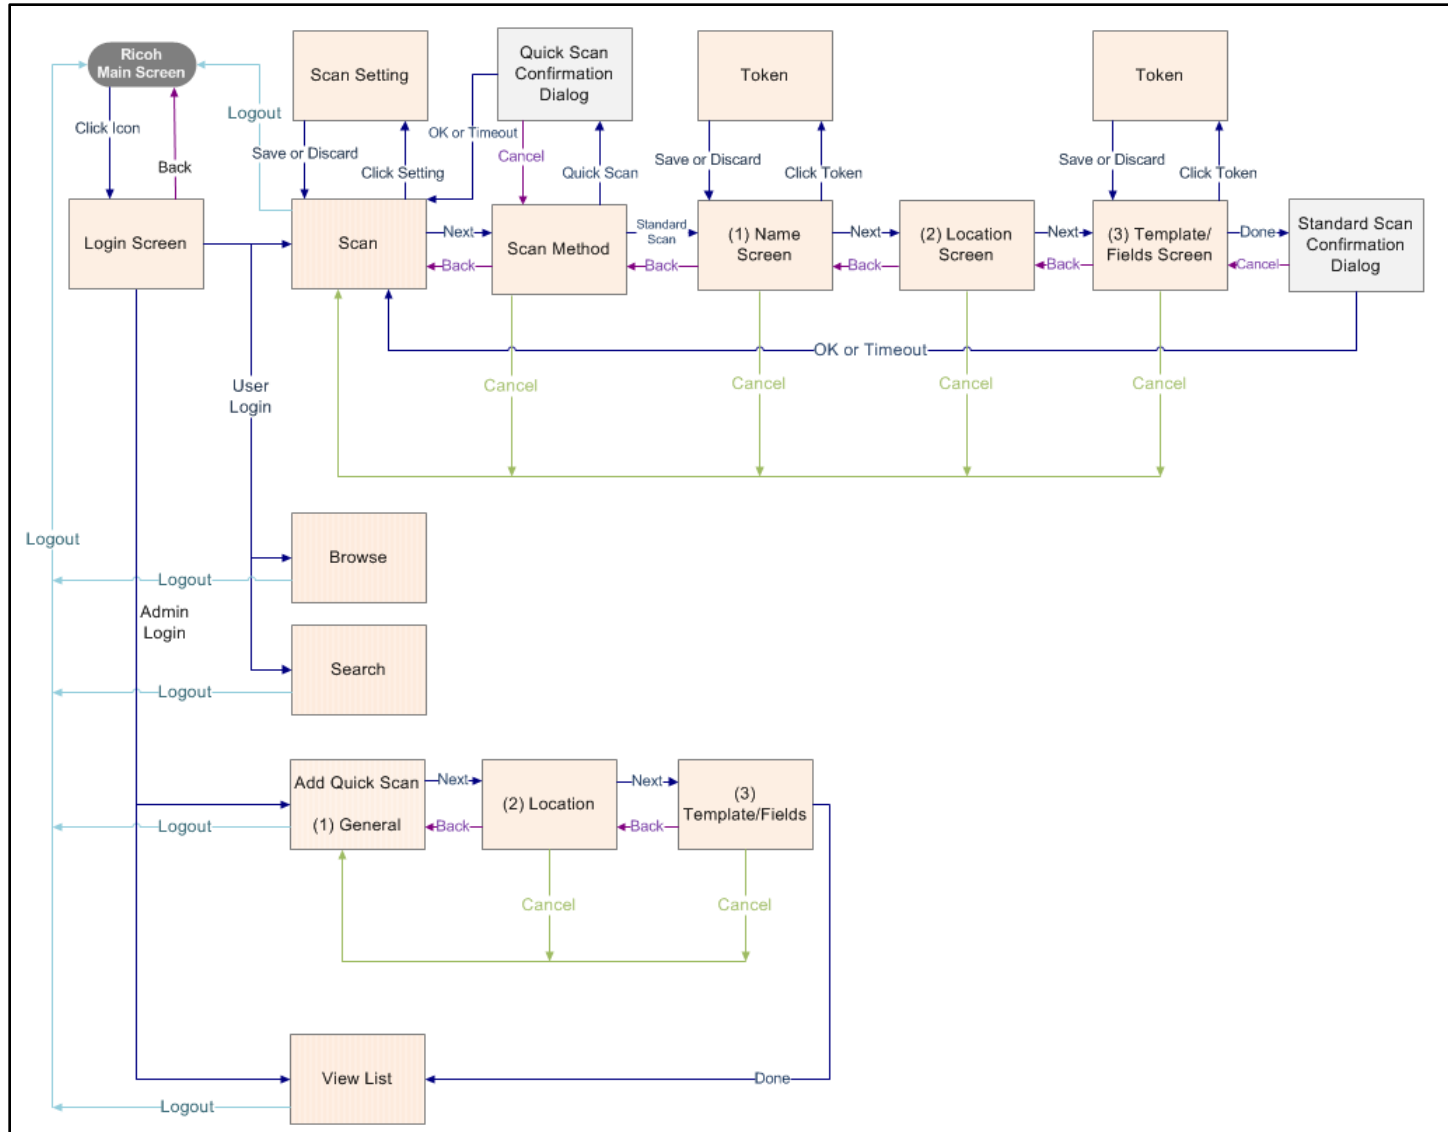 Ricoh
Main Screen
Scan Setting
Quick Scan
Confirmation
Dialog
Token
Token
Logout
Click Icon
Back
Save or Discard
Click Setting
OK or Timeout
Cancel
Quick Scan
Save or Discard
Click Token
Save or Discard
Click Token
Login Screen
Scan
Next
Back
Scan Method
Standard
Scan
Back
(1) Name
Screen
Next
Back
(2) Location
Screen
Next
Back
(3) Template/
Fields Screen
Done
Cancel
Standard Scan
Confirmation
Dialog
OK or Timeout
User
Login
Cancel
Cancel
Cancel
Cancel
Logout
Browse
Logout
Admin
Login
Search
Logout
Add Quick Scan
(1) General
Next
Back
(2) Location
Next
Back
(3)
Template/Fields
Logout
Cancel
Cancel
View List
Done
Logout